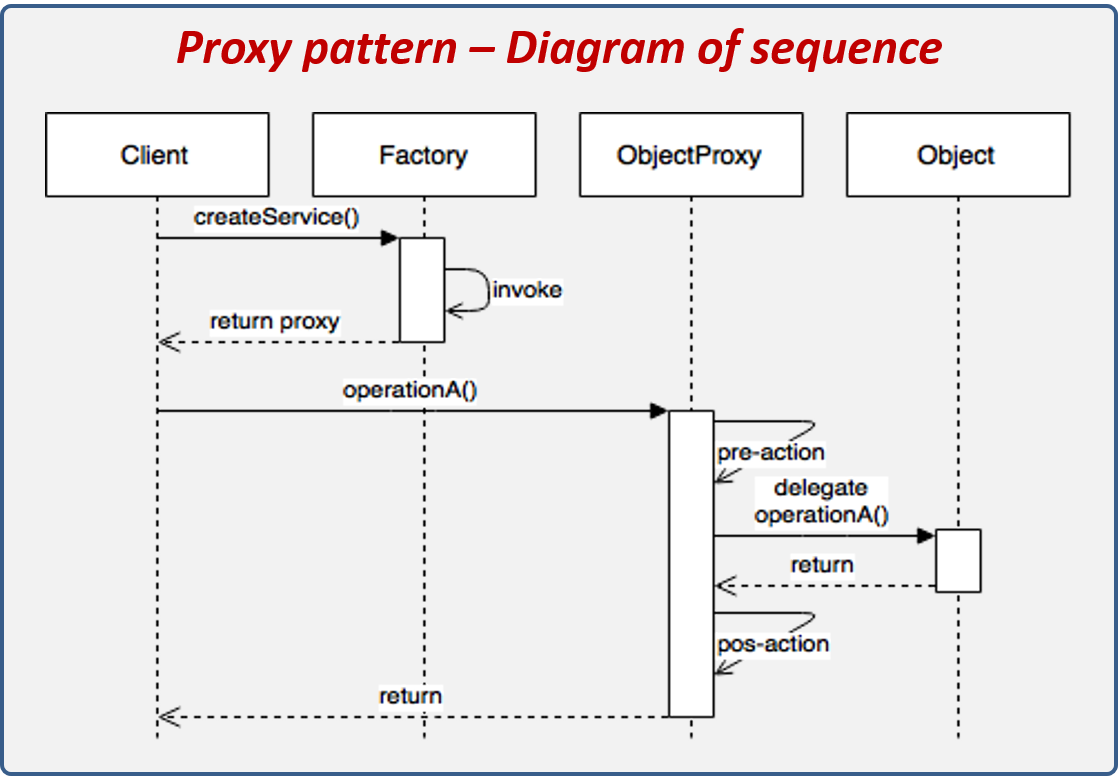 Proxy pattern – Diagram of sequence
Client
Factory
ObjectProxy
Object
createService()
invoke
return proxy
operationA()
pre-action
delegate
operationA()
return
pos-action
return